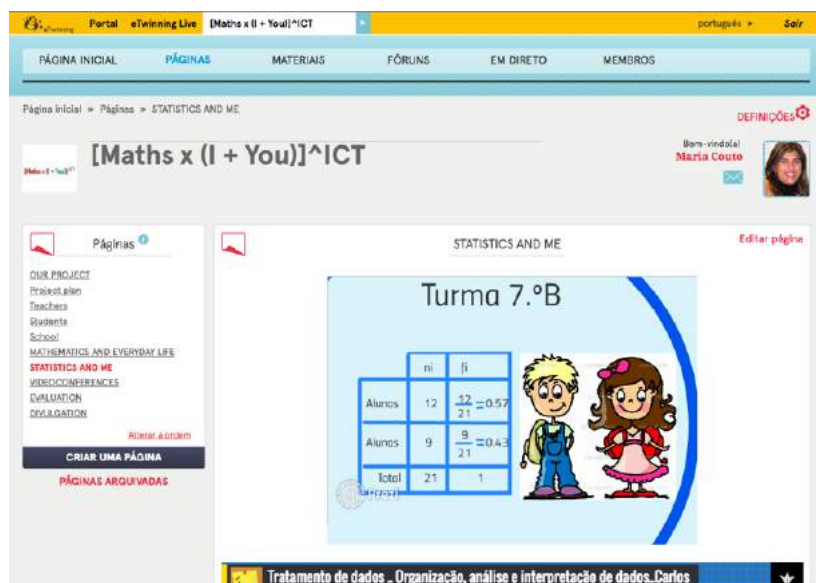 eTwinning Portal eTwinning Live [Maths x (I + You)]^ICT português Sair
PÁGINA INICIAL PÁGINAS MATERIAIS FÓRUNS EM DIRETO MEMBROS
Página inicial » Páginas » STATISTICS AND ME
DEFINIÇÕES
[Maths x (I + You)]^ICT
Bem-vindo(a)
Maria Couto
Páginas
OUR PROJECT
Project plan
Teachers
Students
School
MATHEMATICS AND EVERYDAY LIFE
STATISTICS AND ME
VIDEOCONFERENCES
EVALUATION
DIVULGATION
Alterar a ordem
CRIAR UMA PÁGINA
PÁGINAS ARQUIVADAS
STATISTICS AND ME
Editar página
Turma 7.ºB
ni fi
Alunos 12 12/21 = 0.57
Alunas 9 9/21 = 0.43
Total 21 1
Prezi
Tratamento de dados _ Organização, análise e interpretação de dados_Carlos